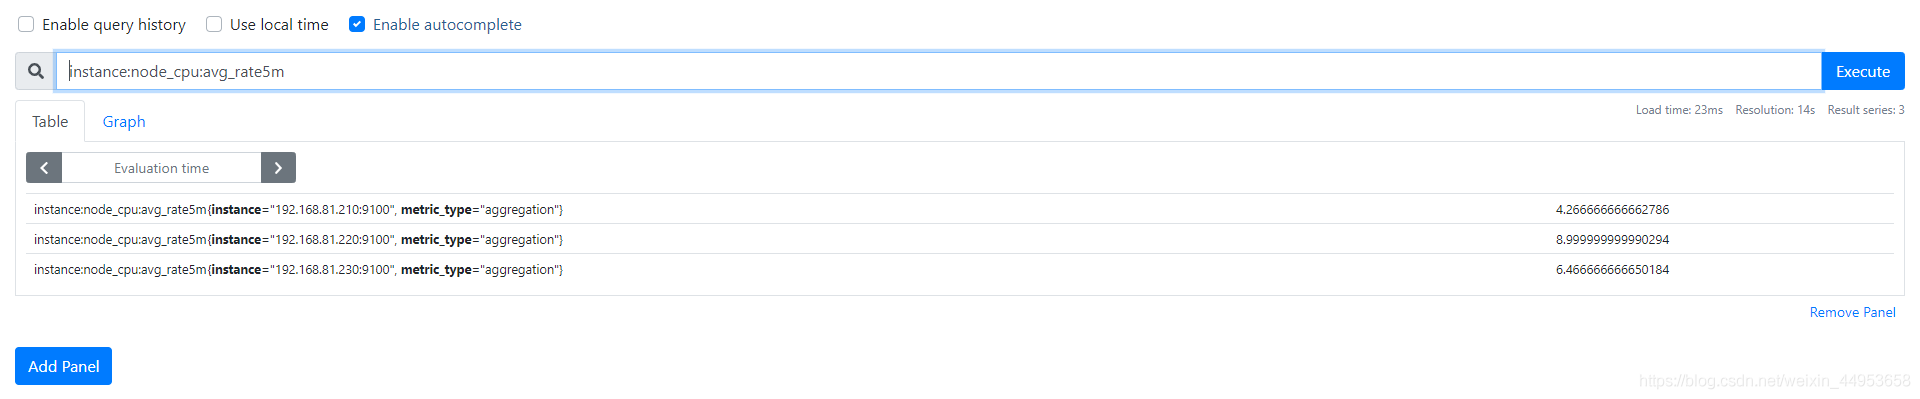 Enable query history Use local time Enable autocomplete
instance:node_cpu:avg_rate5m Execute
Table Graph Load time: 23ms Resolution: 14s Result series: 3
Evaluation time
instance:node_cpu:avg_rate5m{instance="192.168.81.210:9100", metric_type="aggregation"} 4.266666666662786
instance:node_cpu:avg_rate5m{instance="192.168.81.220:9100", metric_type="aggregation"} 8.999999999990294
instance:node_cpu:avg_rate5m{instance="192.168.81.230:9100", metric_type="aggregation"} 6.466666666650184
Remove Panel
Add Panel
https://blog.csdn.net/weixin_44953658